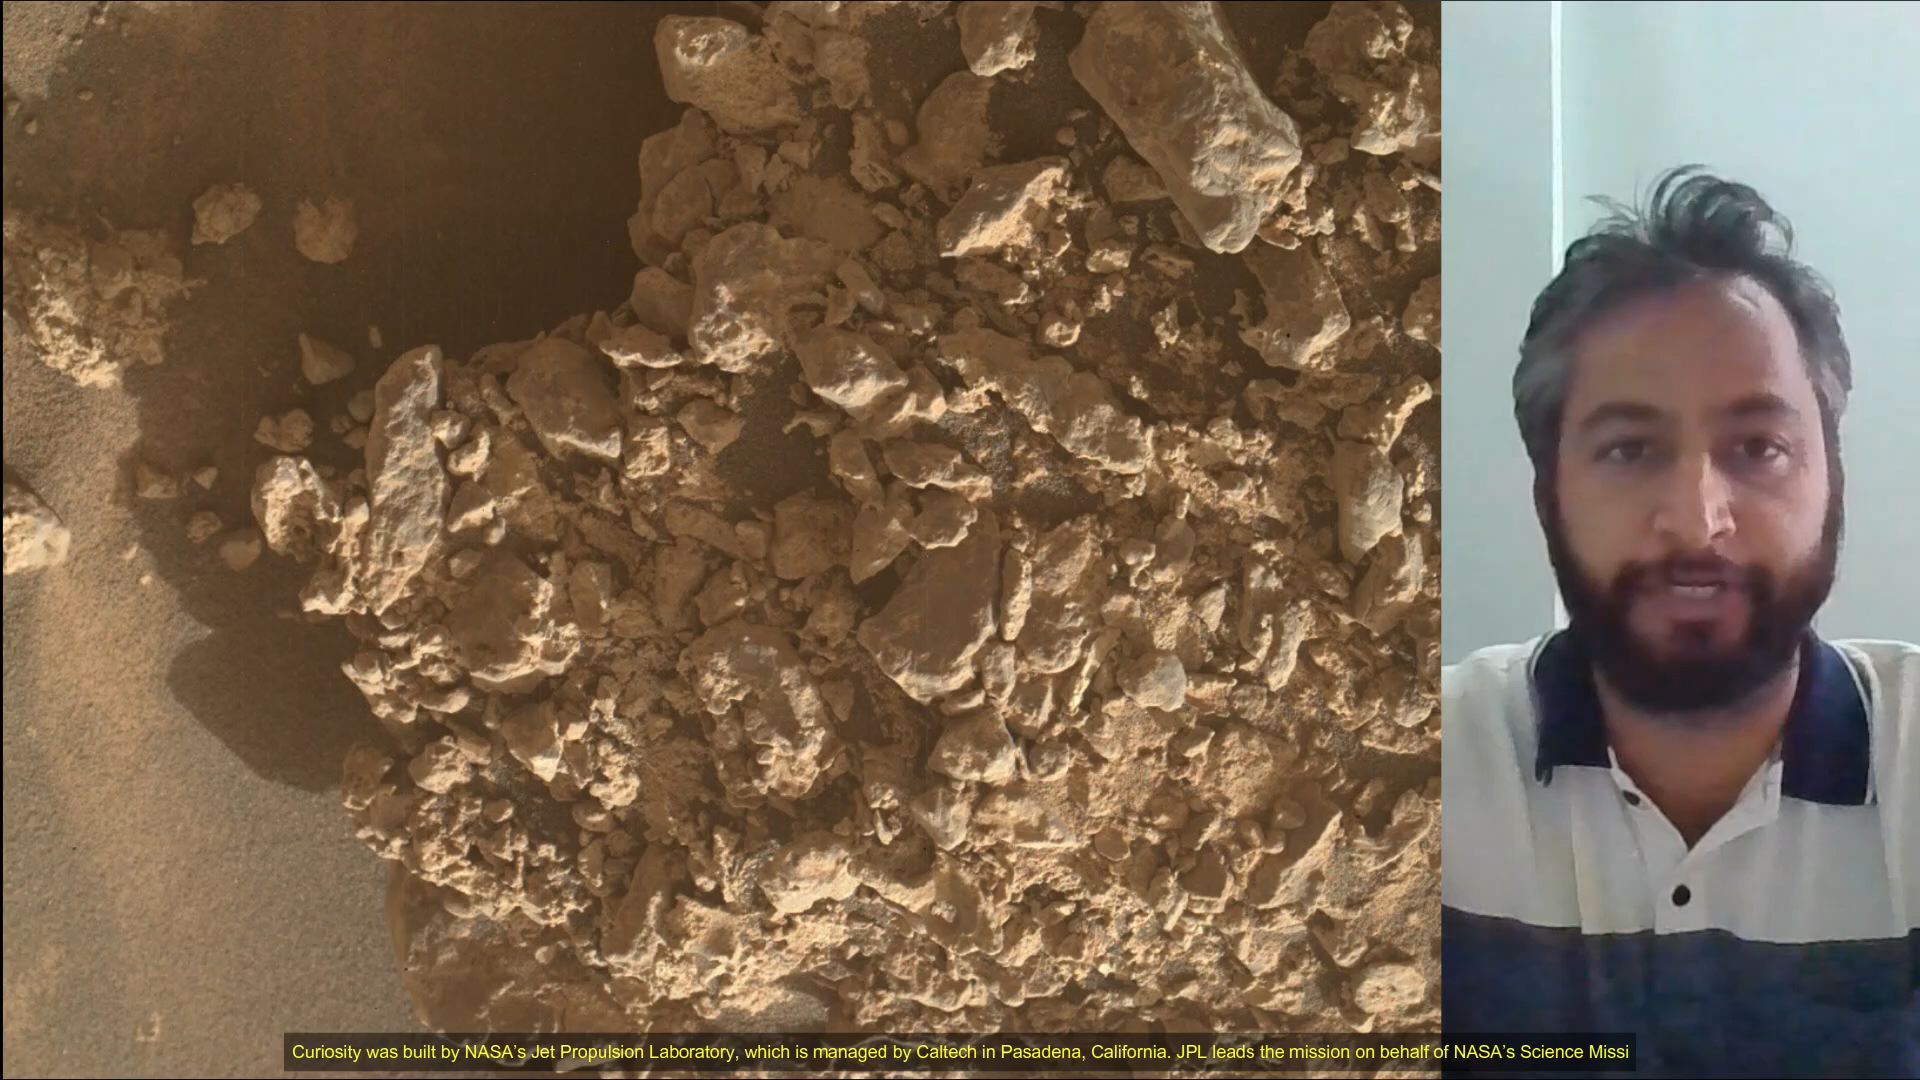 Curiosity was built by NASA’s Jet Propulsion Laboratory, which is managed by Caltech in Pasadena, California. JPL leads the mission on behalf of NASA’s Science Missi